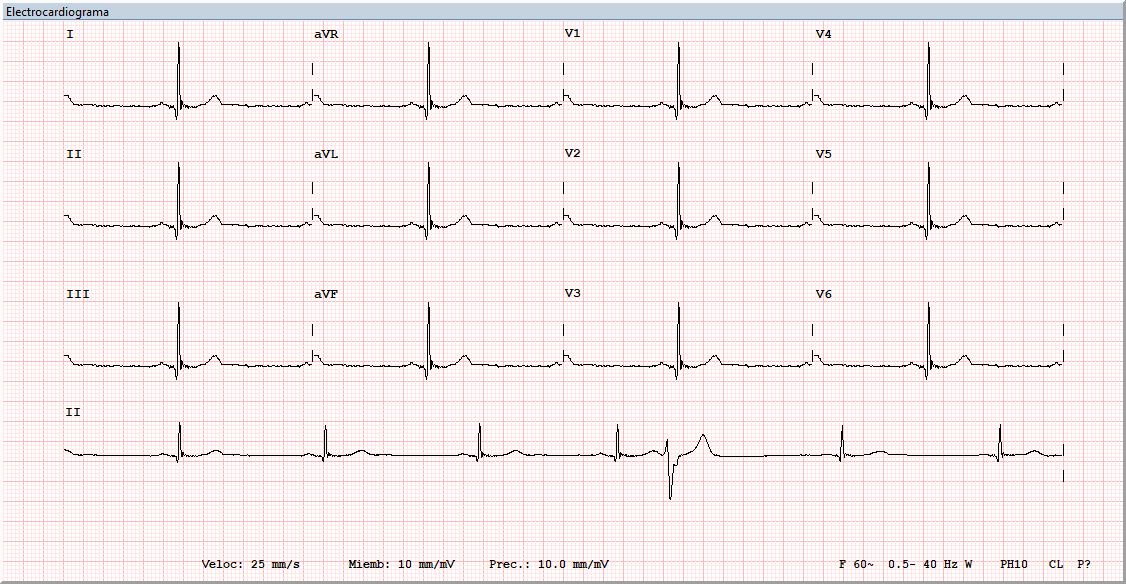 Electrocardiograma
I aVR V1 V4
II aVL V2 V5
III aVF V3 V6
II
Veloc: 25 mm/s Miemb: 10 mm/mV Prec.: 10.0 mm/mV F 60~ 0.5- 40 Hz W PH10 CL P?